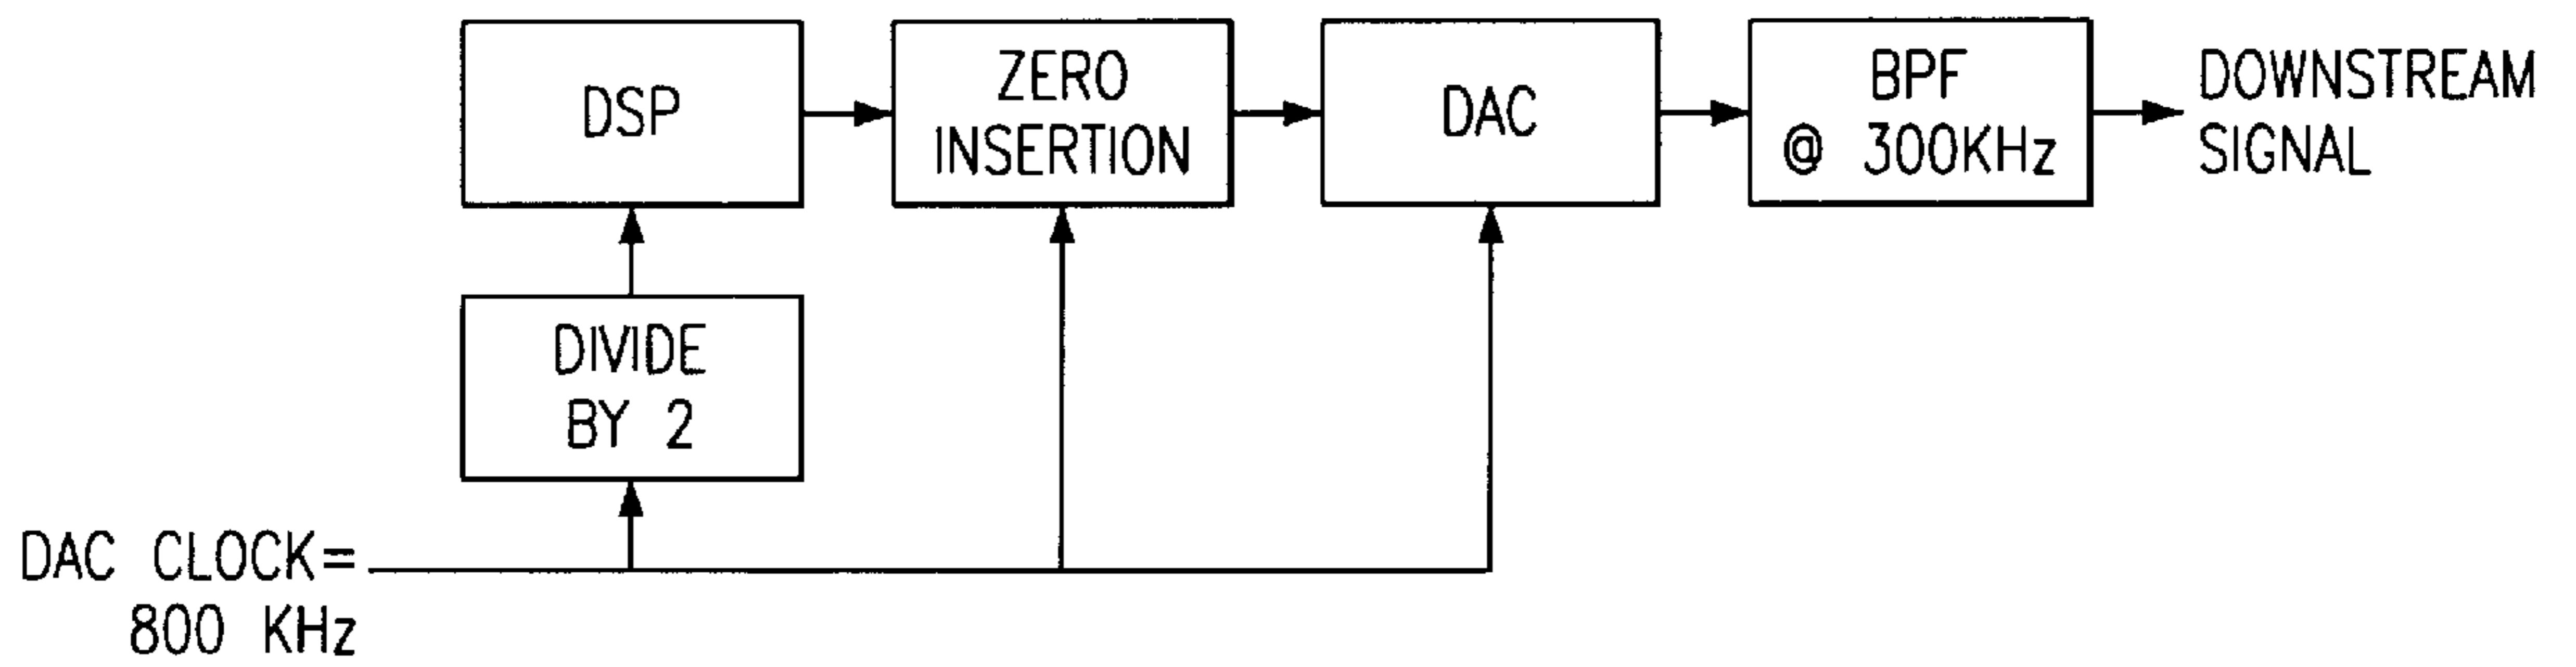 DSP
ZERO
INSERTION
DAC
BPF
@ 300KHz
DOWNSTREAM
SIGNAL
DIVIDE
BY 2
DAC CLOCK=
800 KHz